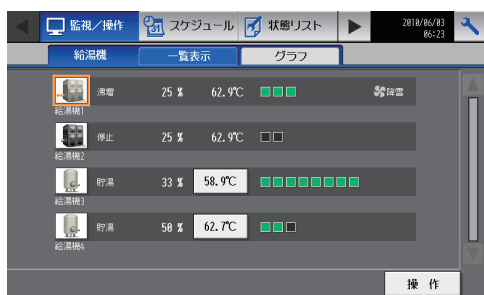 監視/操作 スケジュール 状態リスト 2018/06/03 06:23
給湯機 一覧表示 グラフ
沸増 25 % 62.9℃ 降雪
給湯機1
停止 25 % 62.9℃
給湯機2
貯湯 33 % 58.9℃
給湯機3
貯湯 50 % 62.7℃
給湯機4
操 作